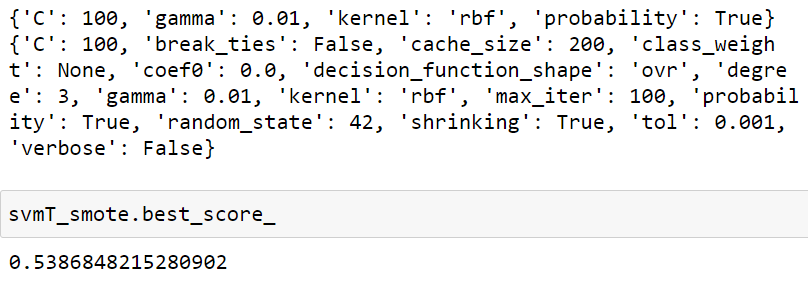 {'C': 100, 'gamma': 0.01, 'kernel': 'rbf', 'probability': True}
{'C': 100, 'break_ties': False, 'cache_size': 200, 'class_weigh
t': None, 'coef0': 0.0, 'decision_function_shape': 'ovr', 'degre
e': 3, 'gamma': 0.01, 'kernel': 'rbf', 'max_iter': 100, 'probabil
ity': True, 'random_state': 42, 'shrinking': True, 'tol': 0.001,
'verbose': False}
svmT_smote.best_score_
0.5386848215280902